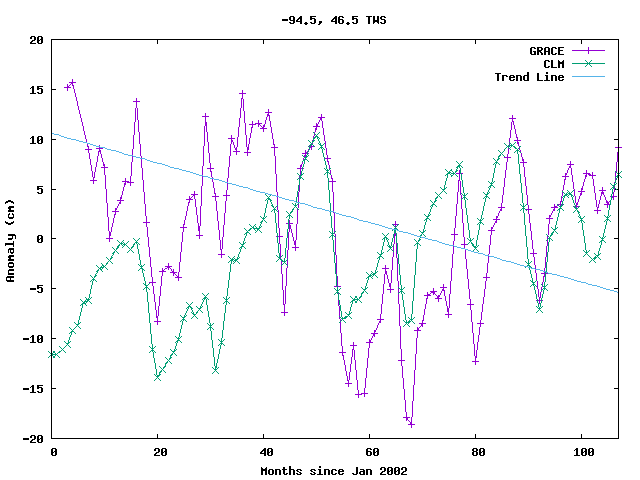 -94.5, 46.5 TWS
GRACE
CLM
Trend Line
20
15
10
5
0
-5
-10
-15
-20
Anomaly (cm)
0 20 40 60 80 100
Months since Jan 2002